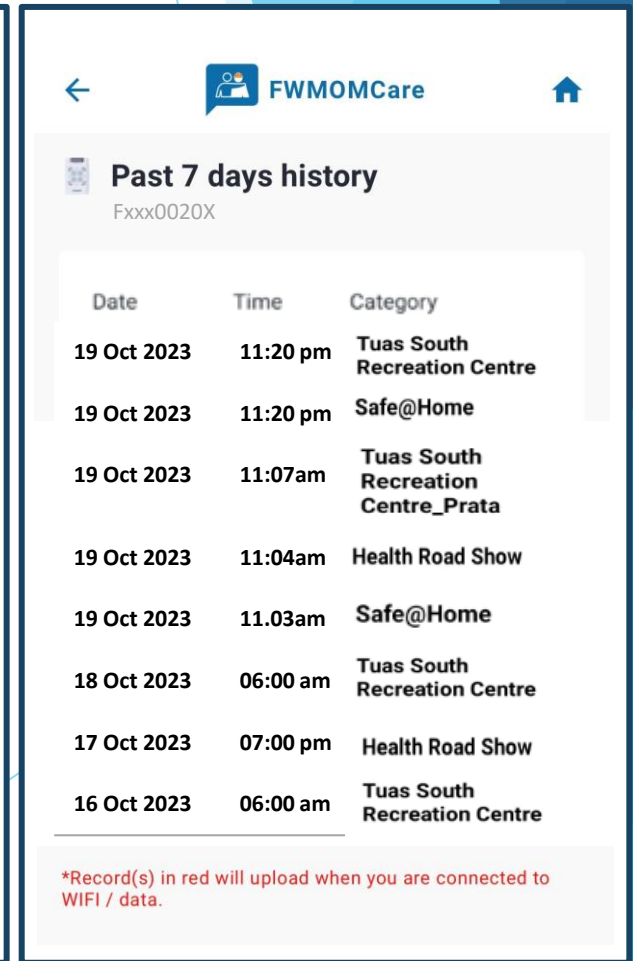 FWMOMCare
Past 7 days history
Fxxx0020X
Date Time Category
19 Oct 2023 11:20 pm Tuas South
Recreation Centre
19 Oct 2023 11:20 pm Safe@Home
19 Oct 2023 11:07am Tuas South
Recreation
Centre_Prata
19 Oct 2023 11:04am Health Road Show
19 Oct 2023 11.03am Safe@Home
18 Oct 2023 06:00 am Tuas South
Recreation Centre
17 Oct 2023 07:00 pm Health Road Show
16 Oct 2023 06:00 am Tuas South
Recreation Centre
*Record(s) in red will upload when you are connected to
WIFI / data.